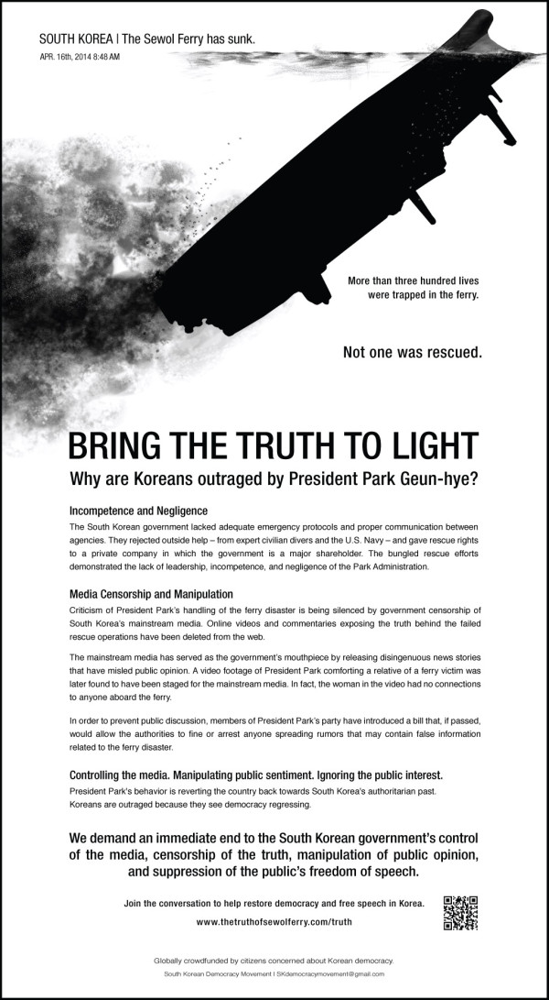 SOUTH KOREA | The Sewol Ferry has sunk.
APR. 16th, 2014 8:48 AM
More than three hundred lives
were trapped in the ferry.
Not one was rescued.
BRING THE TRUTH TO LIGHT
Why are Koreans outraged by President Park Geun-hye?
Incompetence and Negligence
The South Korean government lacked adequate emergency protocols and proper communication between
agencies. They rejected outside help – from expert civilian divers and the U.S. Navy – and gave rescue rights
to a private company in which the government is a major shareholder. The bungled rescue efforts
demonstrated the lack of leadership, incompetence, and negligence of the Park Administration.
Media Censorship and Manipulation
Criticism of President Park's handling of the ferry disaster is being silenced by government censorship of
South Korea's mainstream media. Online videos and commentaries exposing the truth behind the failed
rescue operations have been deleted from the web.
The mainstream media has served as the government's mouthpiece by releasing disingenuous news stories
that have misled public opinion. A video footage of President Park comforting a relative of a ferry victim was
later found to have been staged for the mainstream media. In fact, the woman in the video had no connections
to anyone aboard the ferry.
In order to prevent public discussion, members of President Park's party have introduced a bill that, if passed,
would allow the authorities to fine or arrest anyone spreading rumors that may contain false information
related to the ferry disaster.
Controlling the media. Manipulating public sentiment. Ignoring the public interest.
President Park's behavior is reverting the country back towards South Korea's authoritarian past.
Koreans are outraged because they see democracy regressing.
We demand an immediate end to the South Korean government's control
of the media, censorship of the truth, manipulation of public opinion,
and suppression of the public's freedom of speech.
Join the conversation to help restore democracy and free speech in Korea.
www.thetruthofsewolferry.com/truth
Globally crowdfunded by citizens concerned about Korean democracy.
South Korean Democracy Movement | SKdemocracymovement@gmail.com